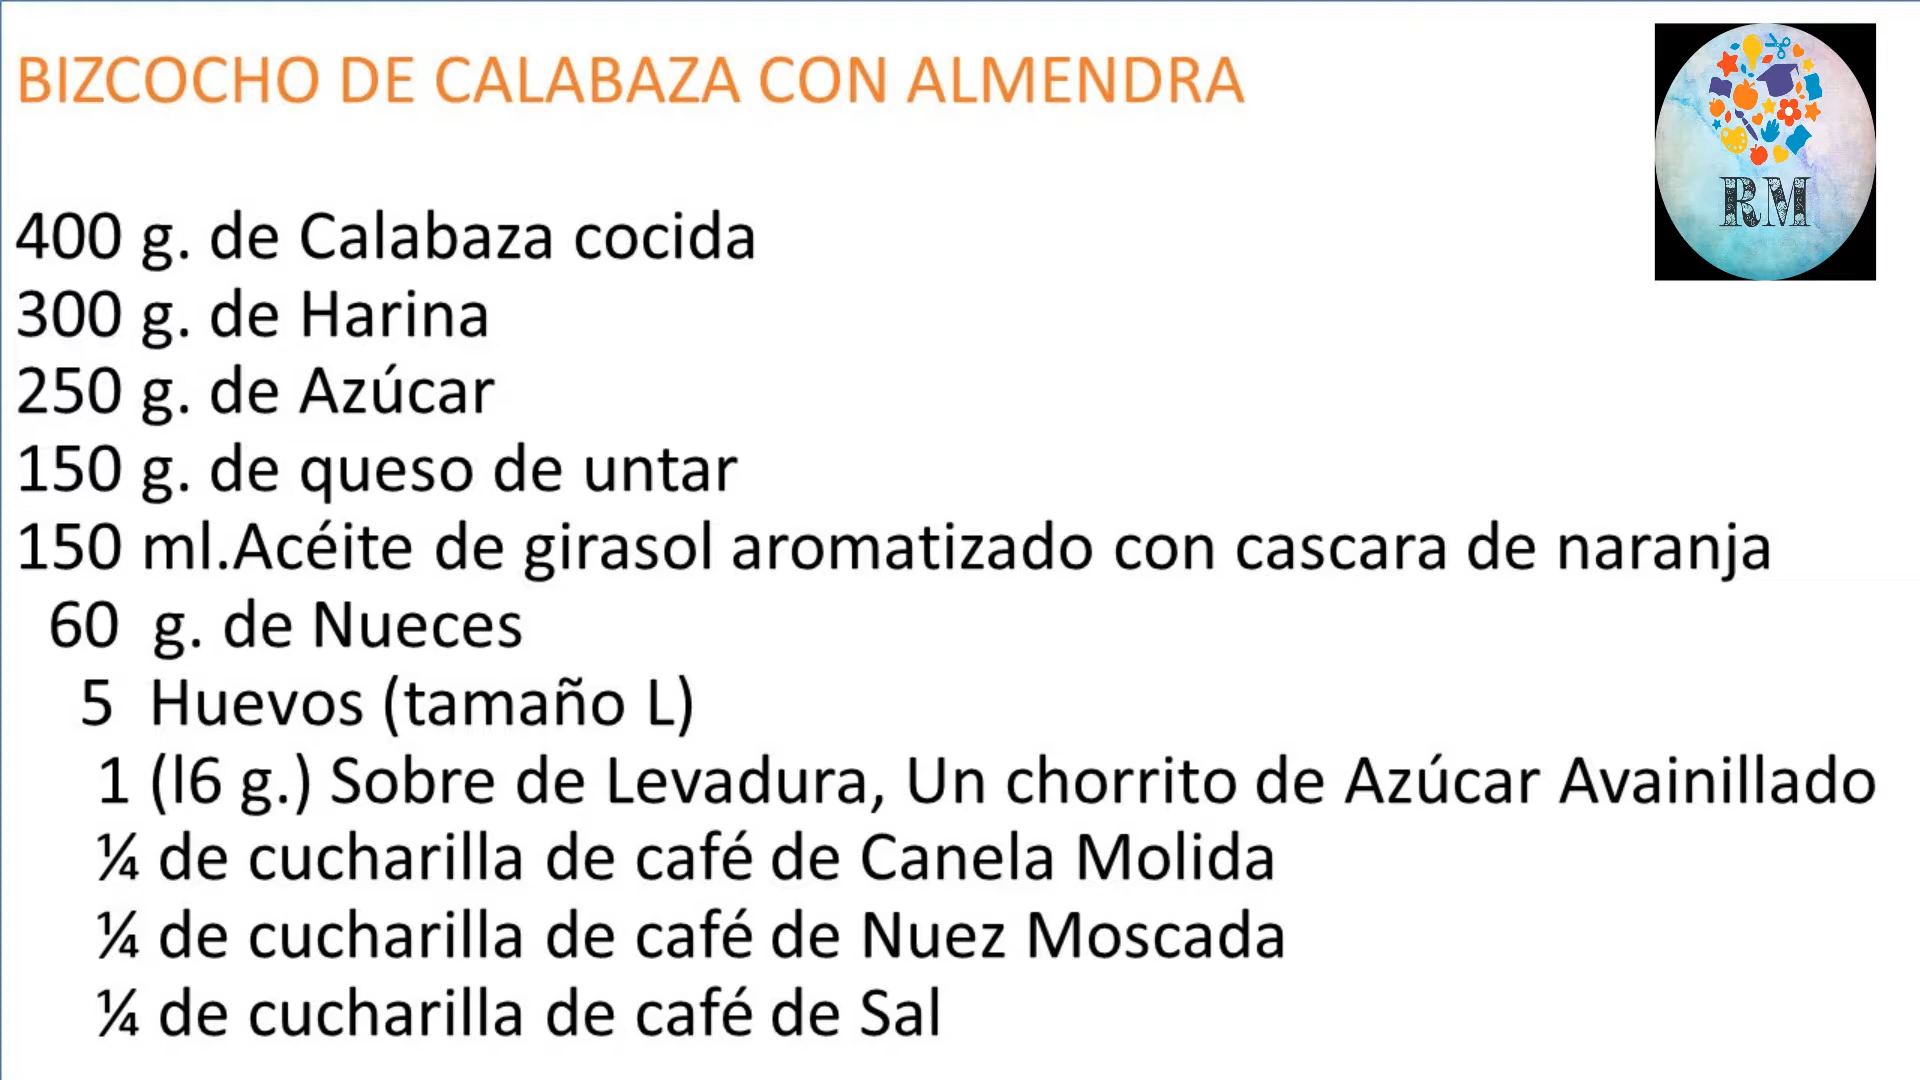 BIZCOCHO DE CALABAZA CON ALMENDRA
RM
400 g. de Calabaza cocida
300 g. de Harina
250 g. de Azúcar
150 g. de queso de untar
150 ml.Acéite de girasol aromatizado con cascara de naranja
60 g. de Nueces
5 Huevos (tamaño L)
1 (l6 g.) Sobre de Levadura, Un chorrito de Azúcar Avainillado
¼ de cucharilla de café de Canela Molida
¼ de cucharilla de café de Nuez Moscada
¼ de cucharilla de café de Sal